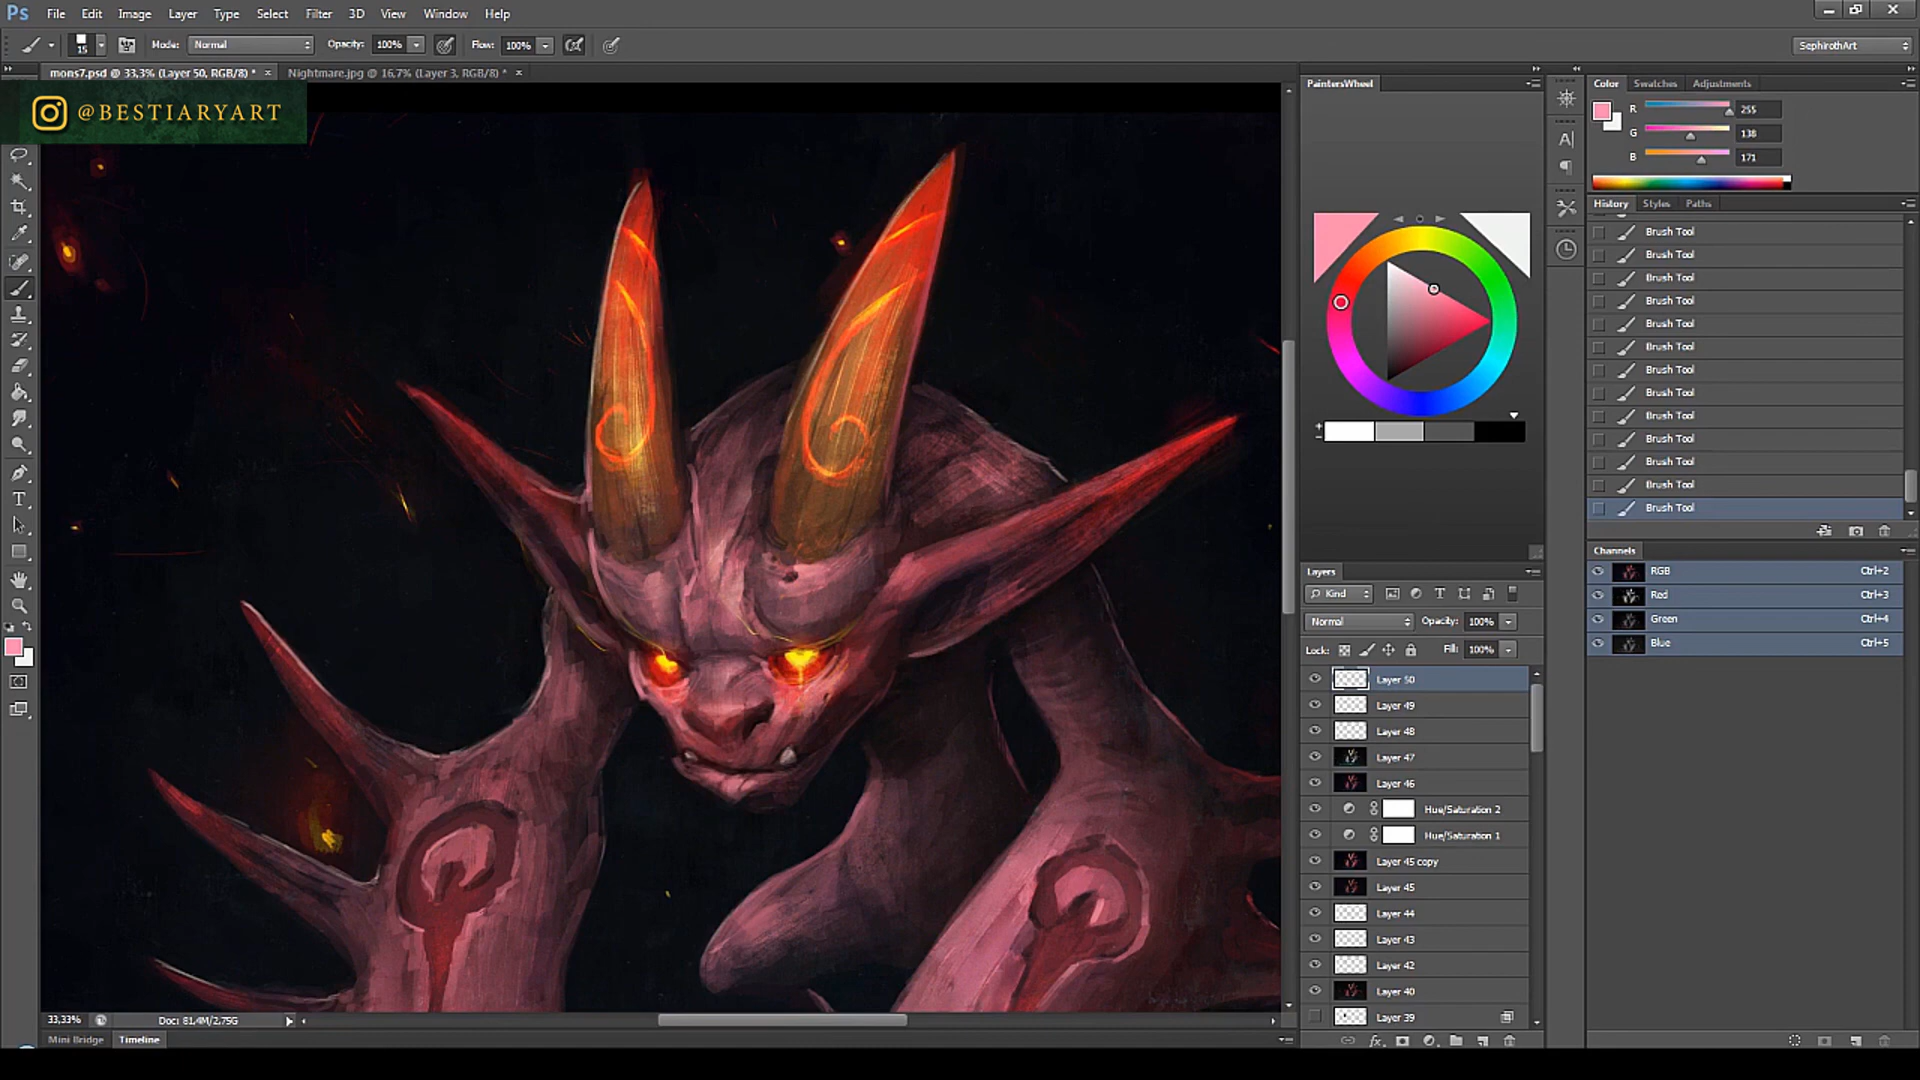 Ps File Edit Image Layer Type Select Filter 3D View Window Help
15 Mode: Normal Opacity: 100% Flow: 100% SephirothArt
mons7.psd @ 33,3% (Layer 50, RGB/8) * × Nightmare.jpg @ 16,7% (Layer 3, RGB/8) * ×
@BESTIARYART
33,33% Doc: 81,4M/2,75G
Mini Bridge Timeline
PaintersWheel
Layers
Kind
Normal Opacity: 100%
Lock: Fill: 100%
Layer 50
Layer 49
Layer 48
Layer 47
Layer 46
Hue/Saturation 2
Hue/Saturation 1
Layer 45 copy
Layer 45
Layer 44
Layer 43
Layer 42
Layer 40
Layer 39
Color Swatches Adjustments
R 255
G 138
B 171
History Styles Paths
Brush Tool
Brush Tool
Brush Tool
Brush Tool
Brush Tool
Brush Tool
Brush Tool
Brush Tool
Brush Tool
Brush Tool
Brush Tool
Brush Tool
Brush Tool
Channels
RGB Ctrl+2
Red Ctrl+3
Green Ctrl+4
Blue Ctrl+5